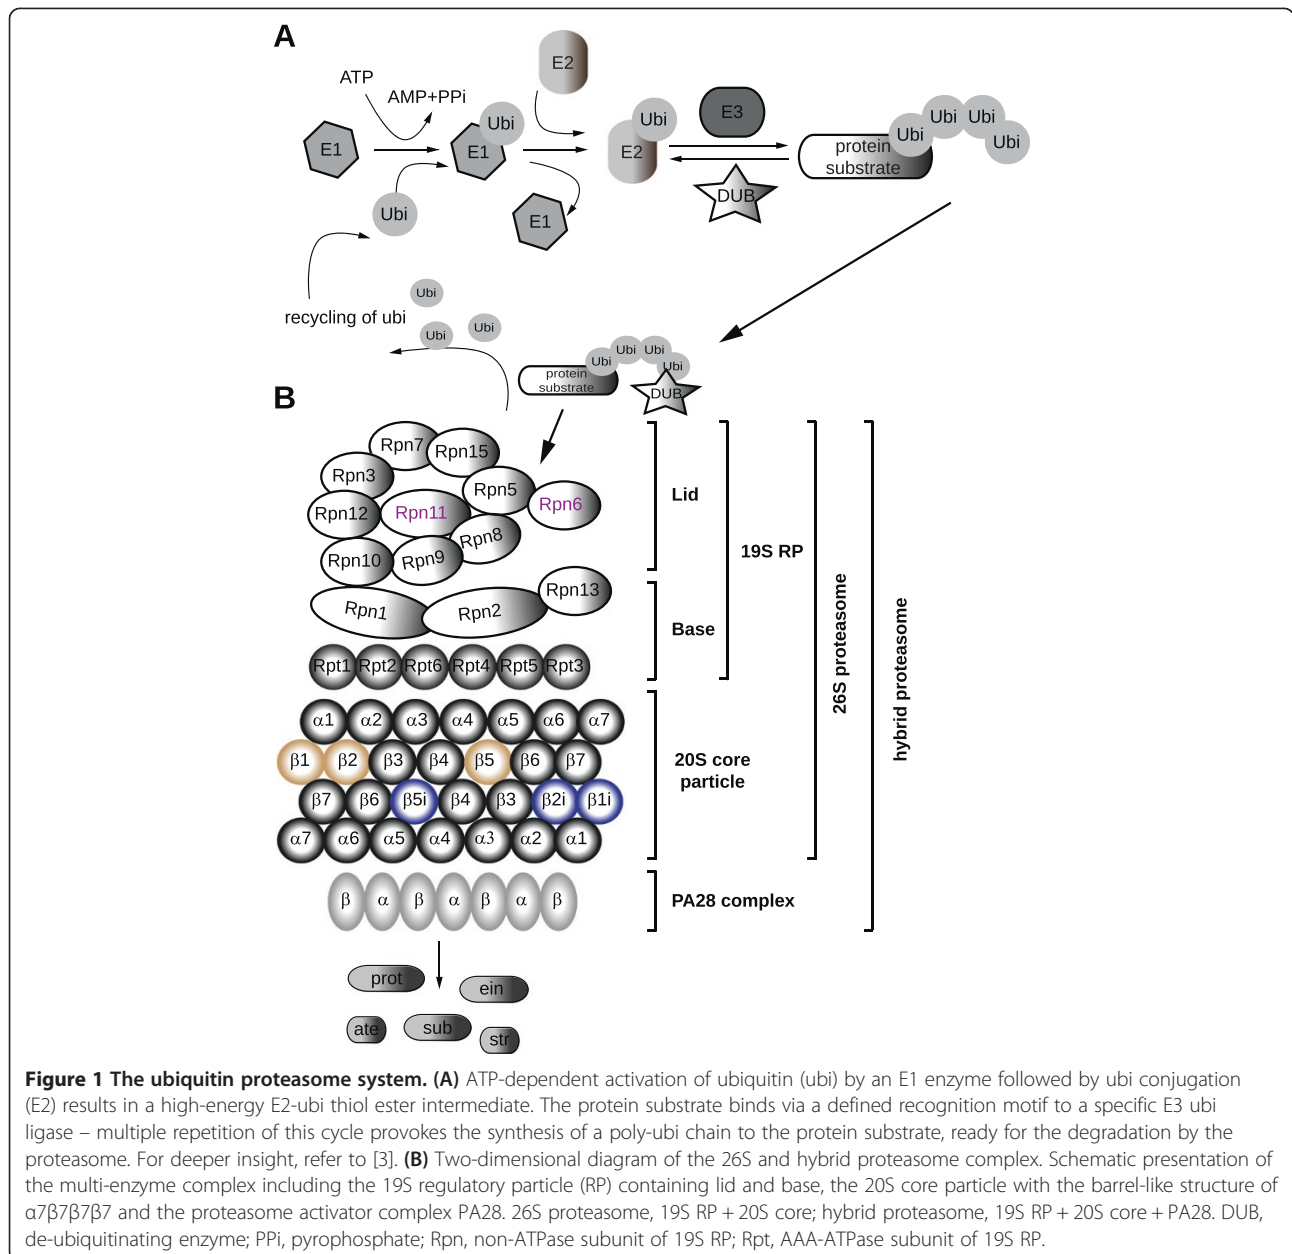 A
ATP
AMP+PPi
E2
E1
E1
Ubi
E2
Ubi
E3
DUB
protein
substrate
Ubi
Ubi
Ubi
Ubi
Ubi
E1
recycling of ubi
Ubi
Ubi
Ubi
protein
substrate
Ubi
Ubi
Ubi
Ubi
DUB
B
Rpn7
Rpn15
Rpn3
Rpn5
Rpn6
Rpn12
Rpn11
Rpn8
Rpn10
Rpn9
Rpn13
Rpn1
Rpn2
Rpt1 Rpt2 Rpt6 Rpt4 Rpt5 Rpt3
α1 α2 α3 α4 α5 α6 α7
β1 β2 β3 β4 β5 β6 β7
β7 β6 β5i β4 β3 β2i β1i
α7 α6 α5 α4 α3 α2 α1
β α β α β α β
Lid
Base
19S RP
20S core
particle
PA28 complex
26S proteasome
hybrid proteasome
prot
ein
ate
sub
str
Figure 1 The ubiquitin proteasome system. (A) ATP-dependent activation of ubiquitin (ubi) by an E1 enzyme followed by ubi conjugation
(E2) results in a high-energy E2-ubi thiol ester intermediate. The protein substrate binds via a defined recognition motif to a specific E3 ubi
ligase – multiple repetition of this cycle provokes the synthesis of a poly-ubi chain to the protein substrate, ready for the degradation by the
proteasome. For deeper insight, refer to [3]. (B) Two-dimensional diagram of the 26S and hybrid proteasome complex. Schematic presentation of
the multi-enzyme complex including the 19S regulatory particle (RP) containing lid and base, the 20S core particle with the barrel-like structure of
α7β7β7β7 and the proteasome activator complex PA28. 26S proteasome, 19S RP + 20S core; hybrid proteasome, 19S RP + 20S core + PA28. DUB,
de-ubiquitinating enzyme; PPi, pyrophosphate; Rpn, non-ATPase subunit of 19S RP; Rpt, AAA-ATPase subunit of 19S RP.